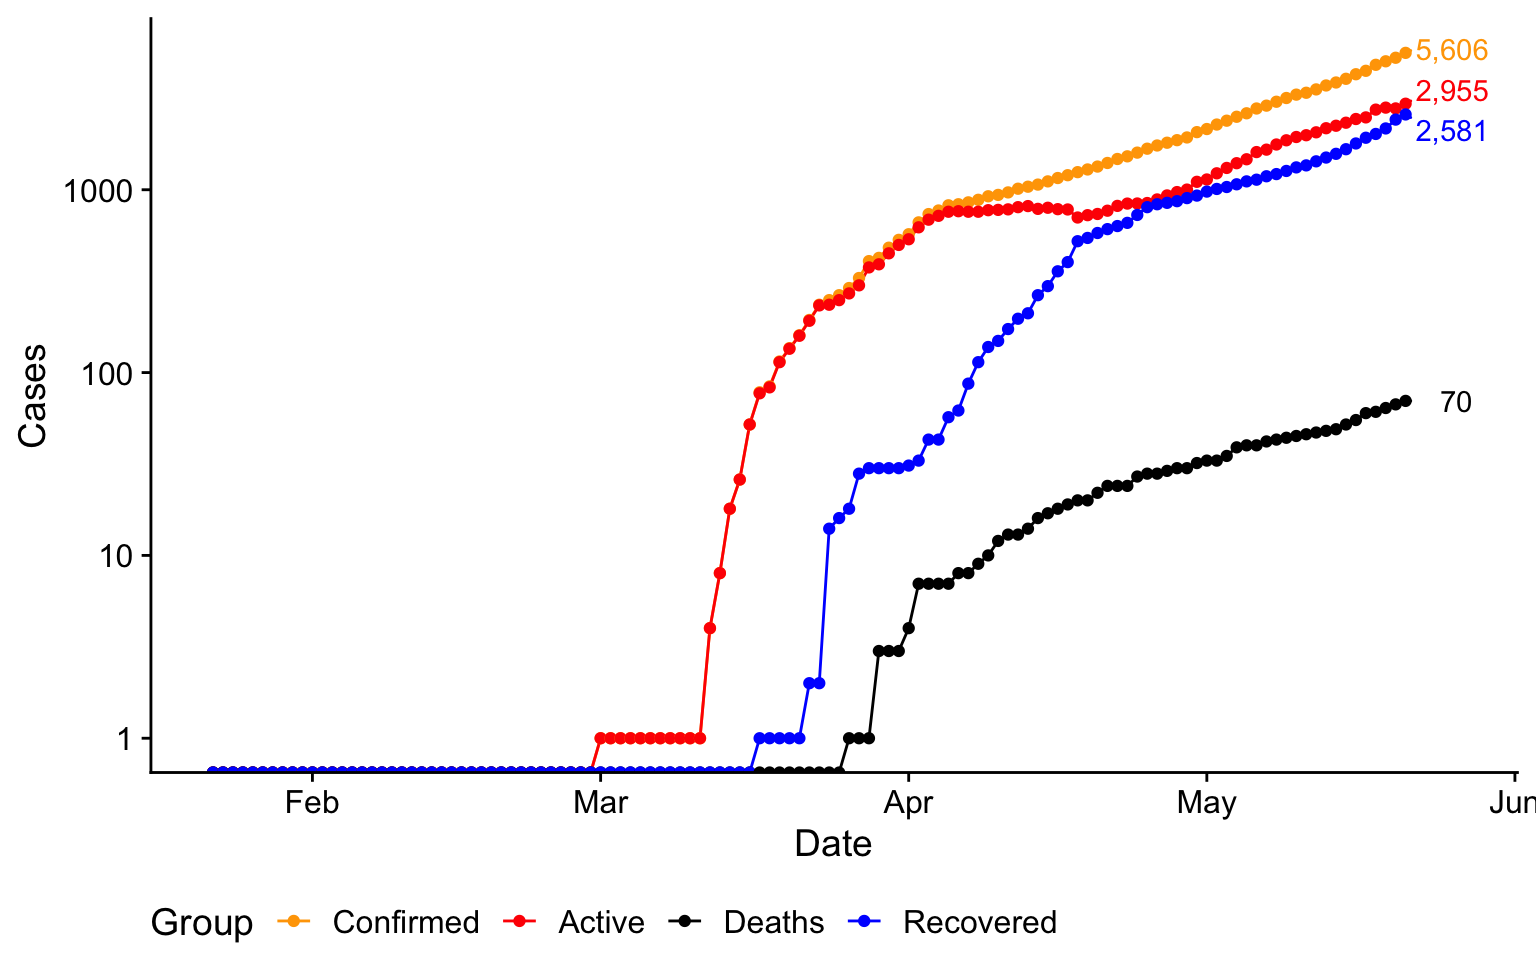 5,606
2,955
2,581
1000
100
70
10
1
Cases
Feb Mar Apr May Jun
Date
Group Confirmed Active Deaths Recovered